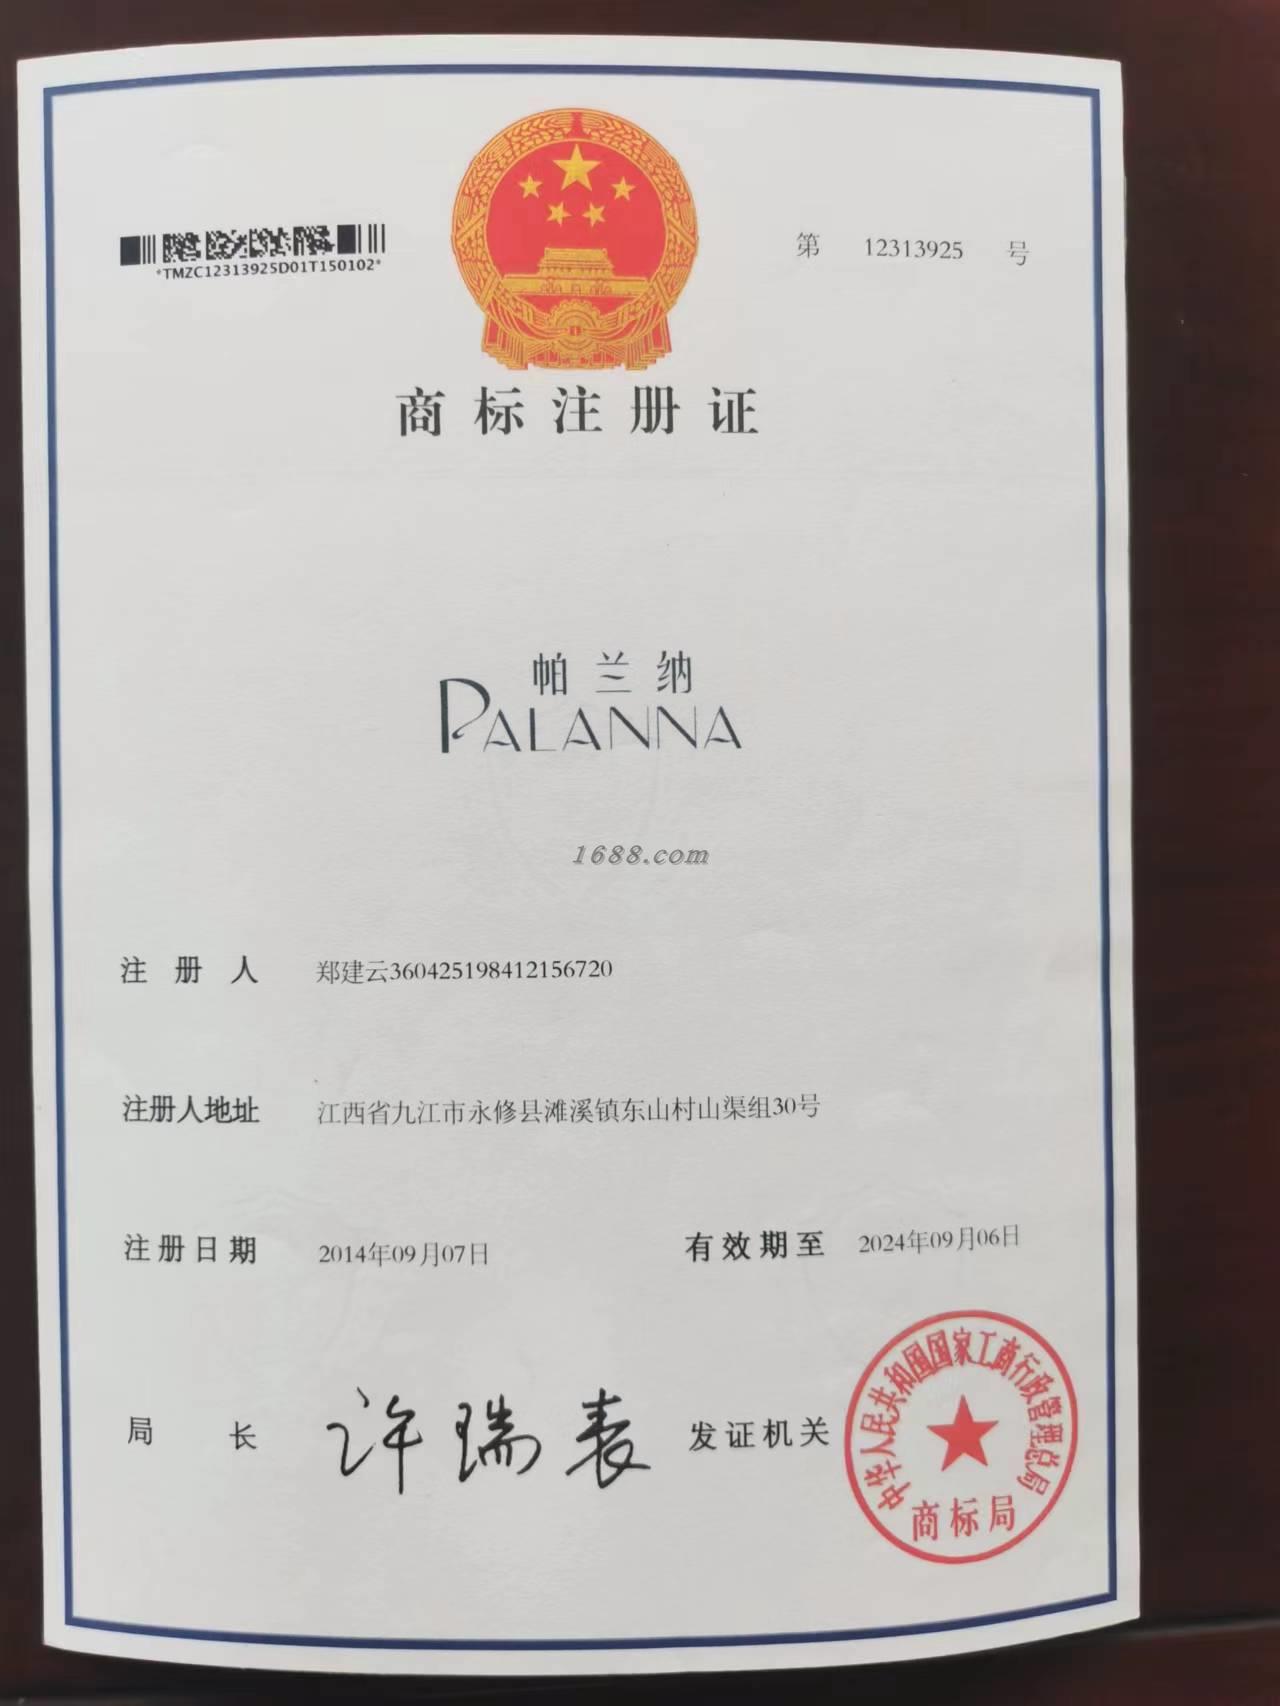 *TMZC12313925D01T150102*
第 12313925 号
商标注册证
帕兰纳
PALANNA
1688.com
注册人 郑建云360425198412156720
注册人地址 江西省九江市永修县滩溪镇东山村山渠组30号
注册日期 2014年09月07日 有效期至 2024年09月06日
局长 许瑞表 发证机关
中华人民共和国国家工商行政管理总局
商标局